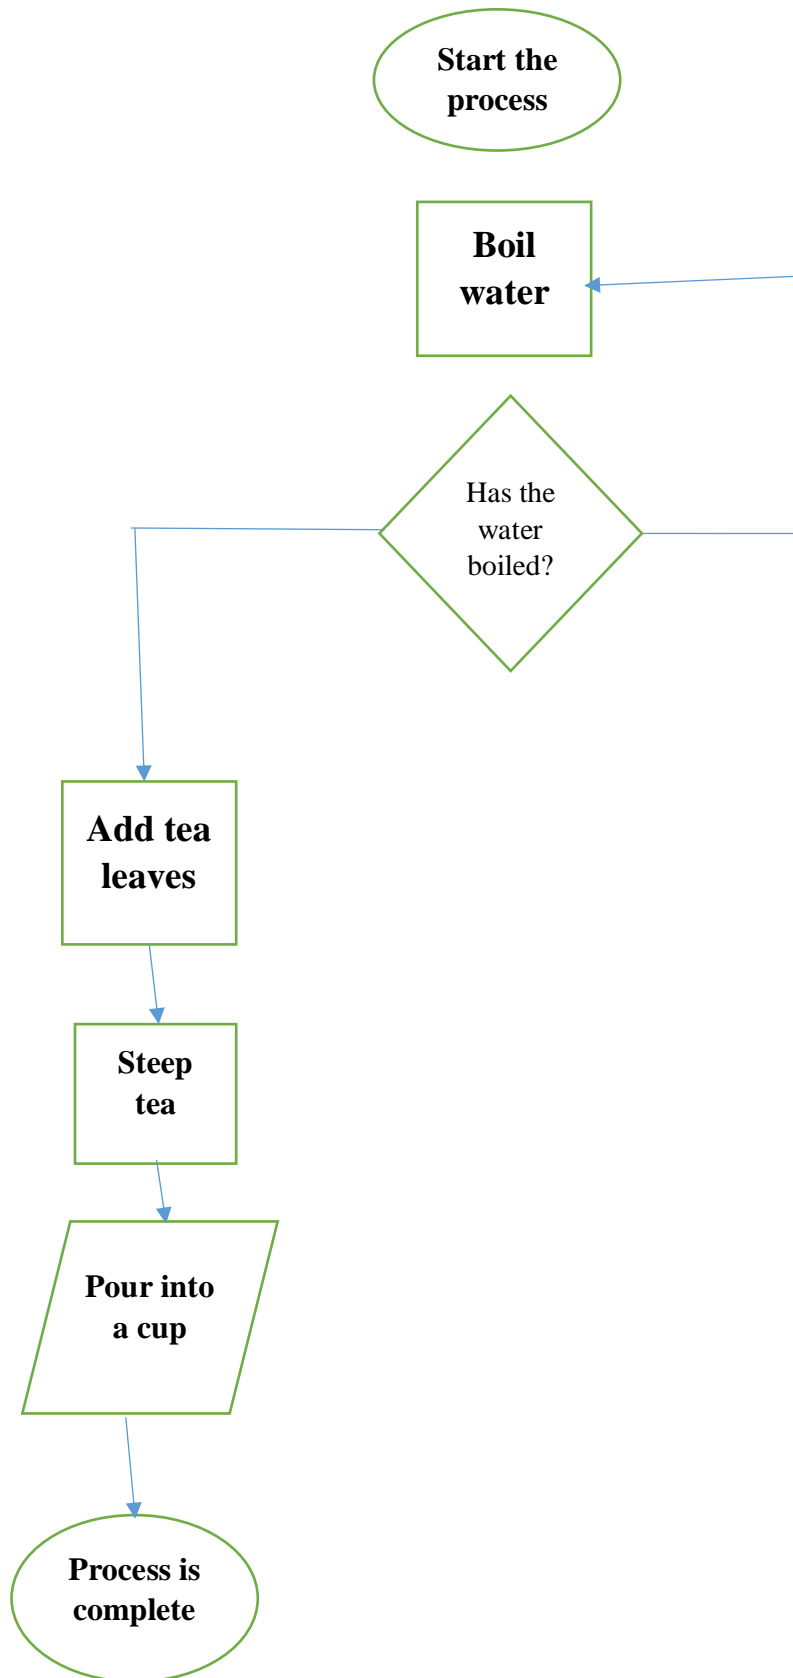 Start the
process
Boil
water
Has the
water
boiled?
Add tea
leaves
Steep
tea
Pour into
a cup
Process is
complete